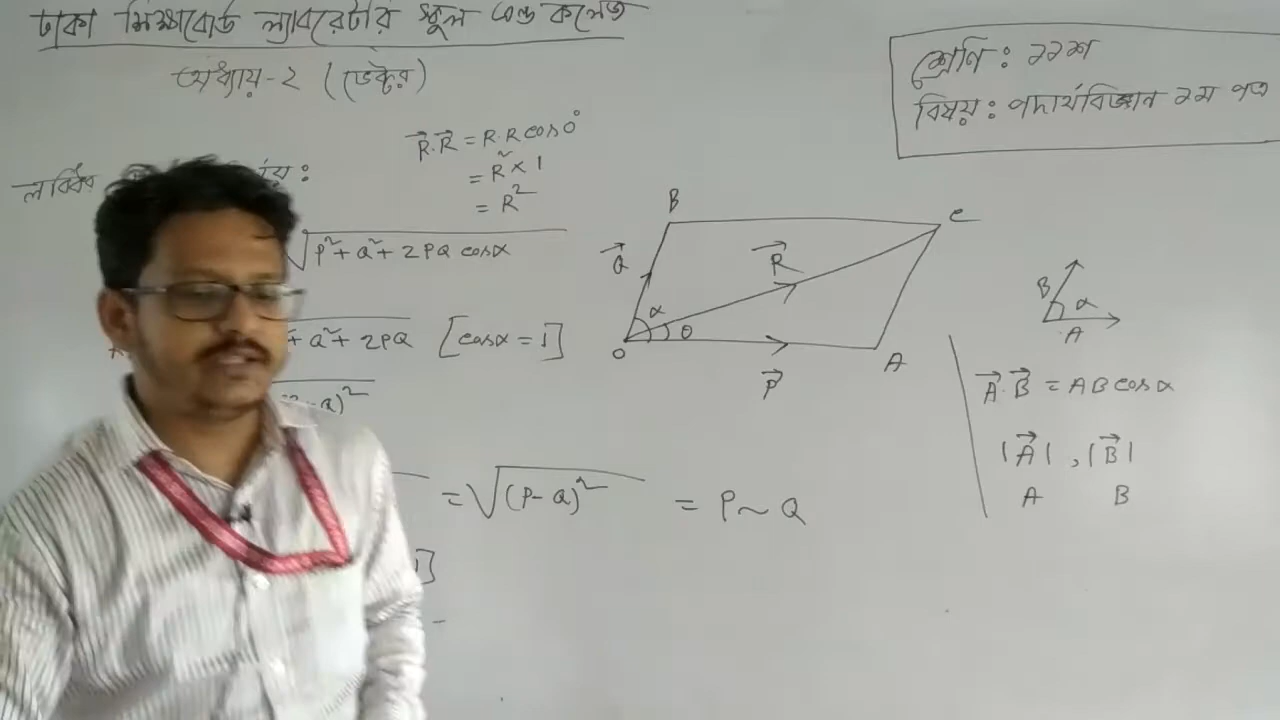 ঢাকা শিক্ষাবোর্ড ল্যাবরেটরি স্কুল এন্ড কলেজ
অধ্যায়-২ (ভেক্টর)
শ্রেণি: ১১শ
বিষয়: পদার্থবিজ্ঞান ১ম পত্র
R⃗.R⃗ = R.R cos0°
= R² × 1
= R²
লব্ধির
√P²+Q²+2PQ cosα
+Q²+2PQ [cosα = 1]
= √(P-Q)² = P ~ Q
B
C
Q⃗
R⃗
α
θ
O
A
P⃗
B
α
A
A⃗.B⃗ = AB cosα
|A⃗| , |B⃗|
A B